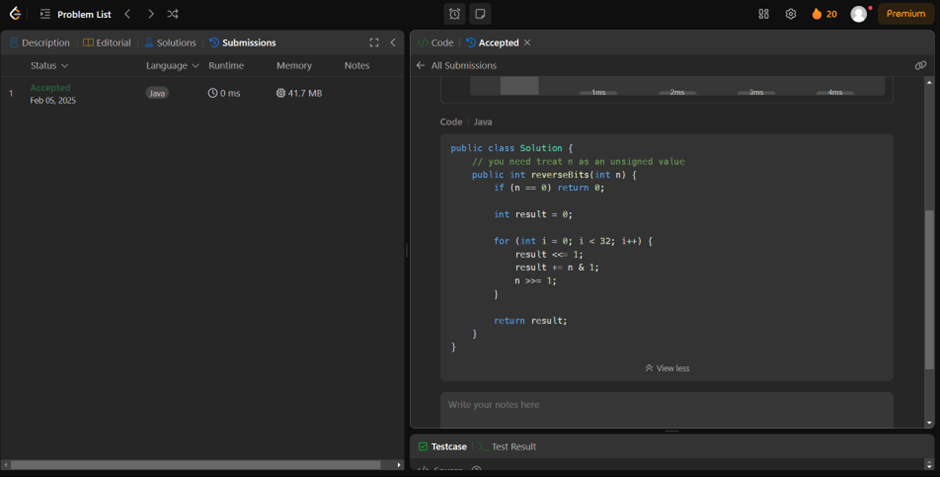 Problem List
20
Premium
Description
Editorial
Solutions
Submissions
Status
Language
Runtime
Memory
Notes
1
Accepted
Feb 05, 2025
Java
0 ms
41.7 MB
Code
Accepted
All Submissions
1ms
2ms
3ms
4ms
Code
Java
public class Solution {
// you need treat n as an unsigned value
public int reverseBits(int n) {
if (n == 0) return 0;
int result = 0;
for (int i = 0; i < 32; i++) {
result <<= 1;
result += n & 1;
n >>= 1;
}
return result;
}
}
View less
Write your notes here
Testcase
Test Result